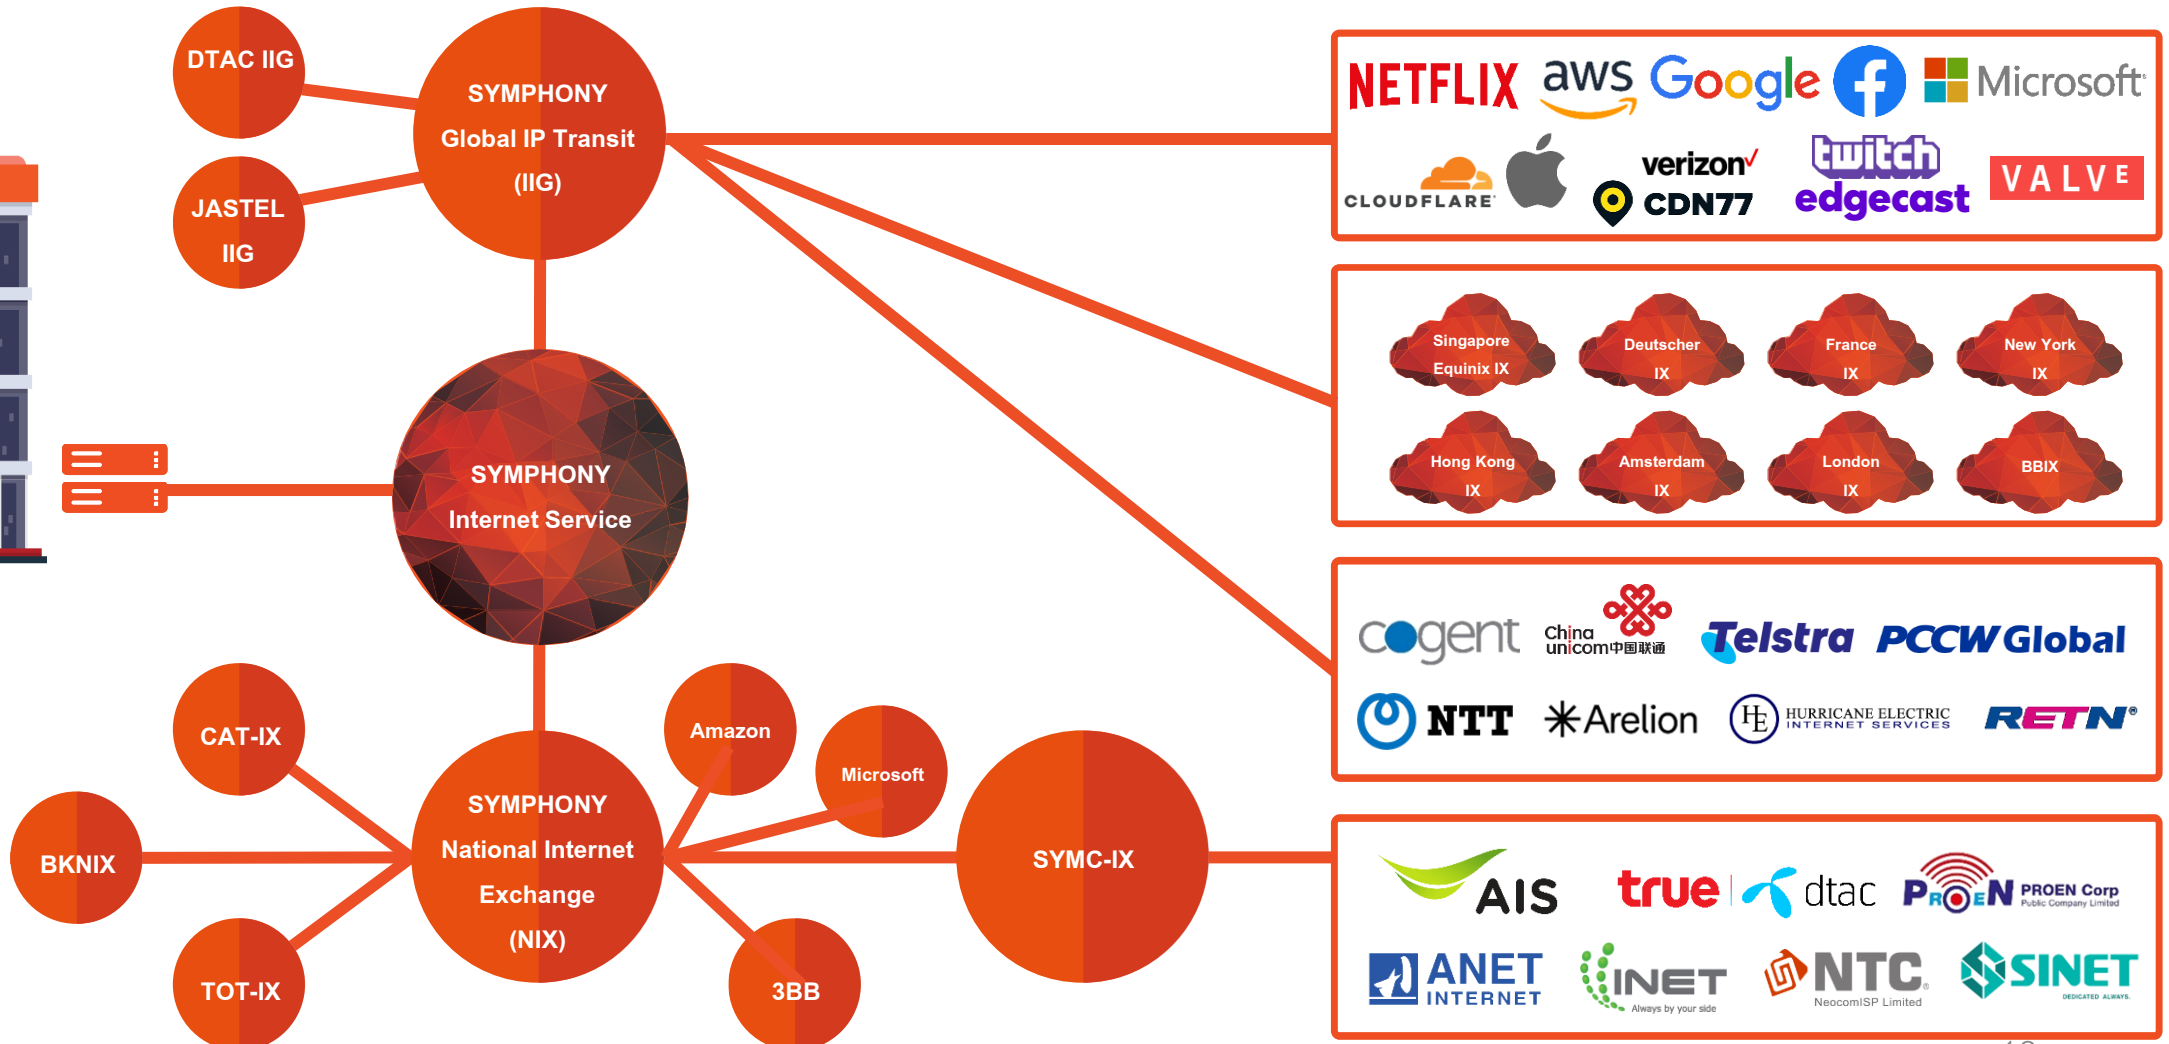 DTAC IIG
JASTEL
IIG
SYMPHONY
Global IP Transit
(IIG)
SYMPHONY
Internet Service
CAT-IX
BKNIX
TOT-IX
SYMPHONY
National Internet
Exchange
(NIX)
Amazon
Microsoft
3BB
SYMC-IX
NETFLIX
aws
Google
Microsoft
CLOUDFLARE
verizon
CDN77
twitch
edgecast
VALVE
Singapore
Equinix IX
Deutscher
IX
France
IX
New York
IX
Hong Kong
IX
Amsterdam
IX
London
IX
BBIX
cogent
China
unicom中国联通
Telstra
PCCW Global
NTT
Arelion
HE
HURRICANE ELECTRIC
INTERNET SERVICES
RETN®
AIS
true
dtac
PROEN
PROEN Corp
Public Company Limited
ANET
INTERNET
iNET
Always by your side
NTC®
NeocomISP Limited
SINET
DEDICATED ALWAYS.